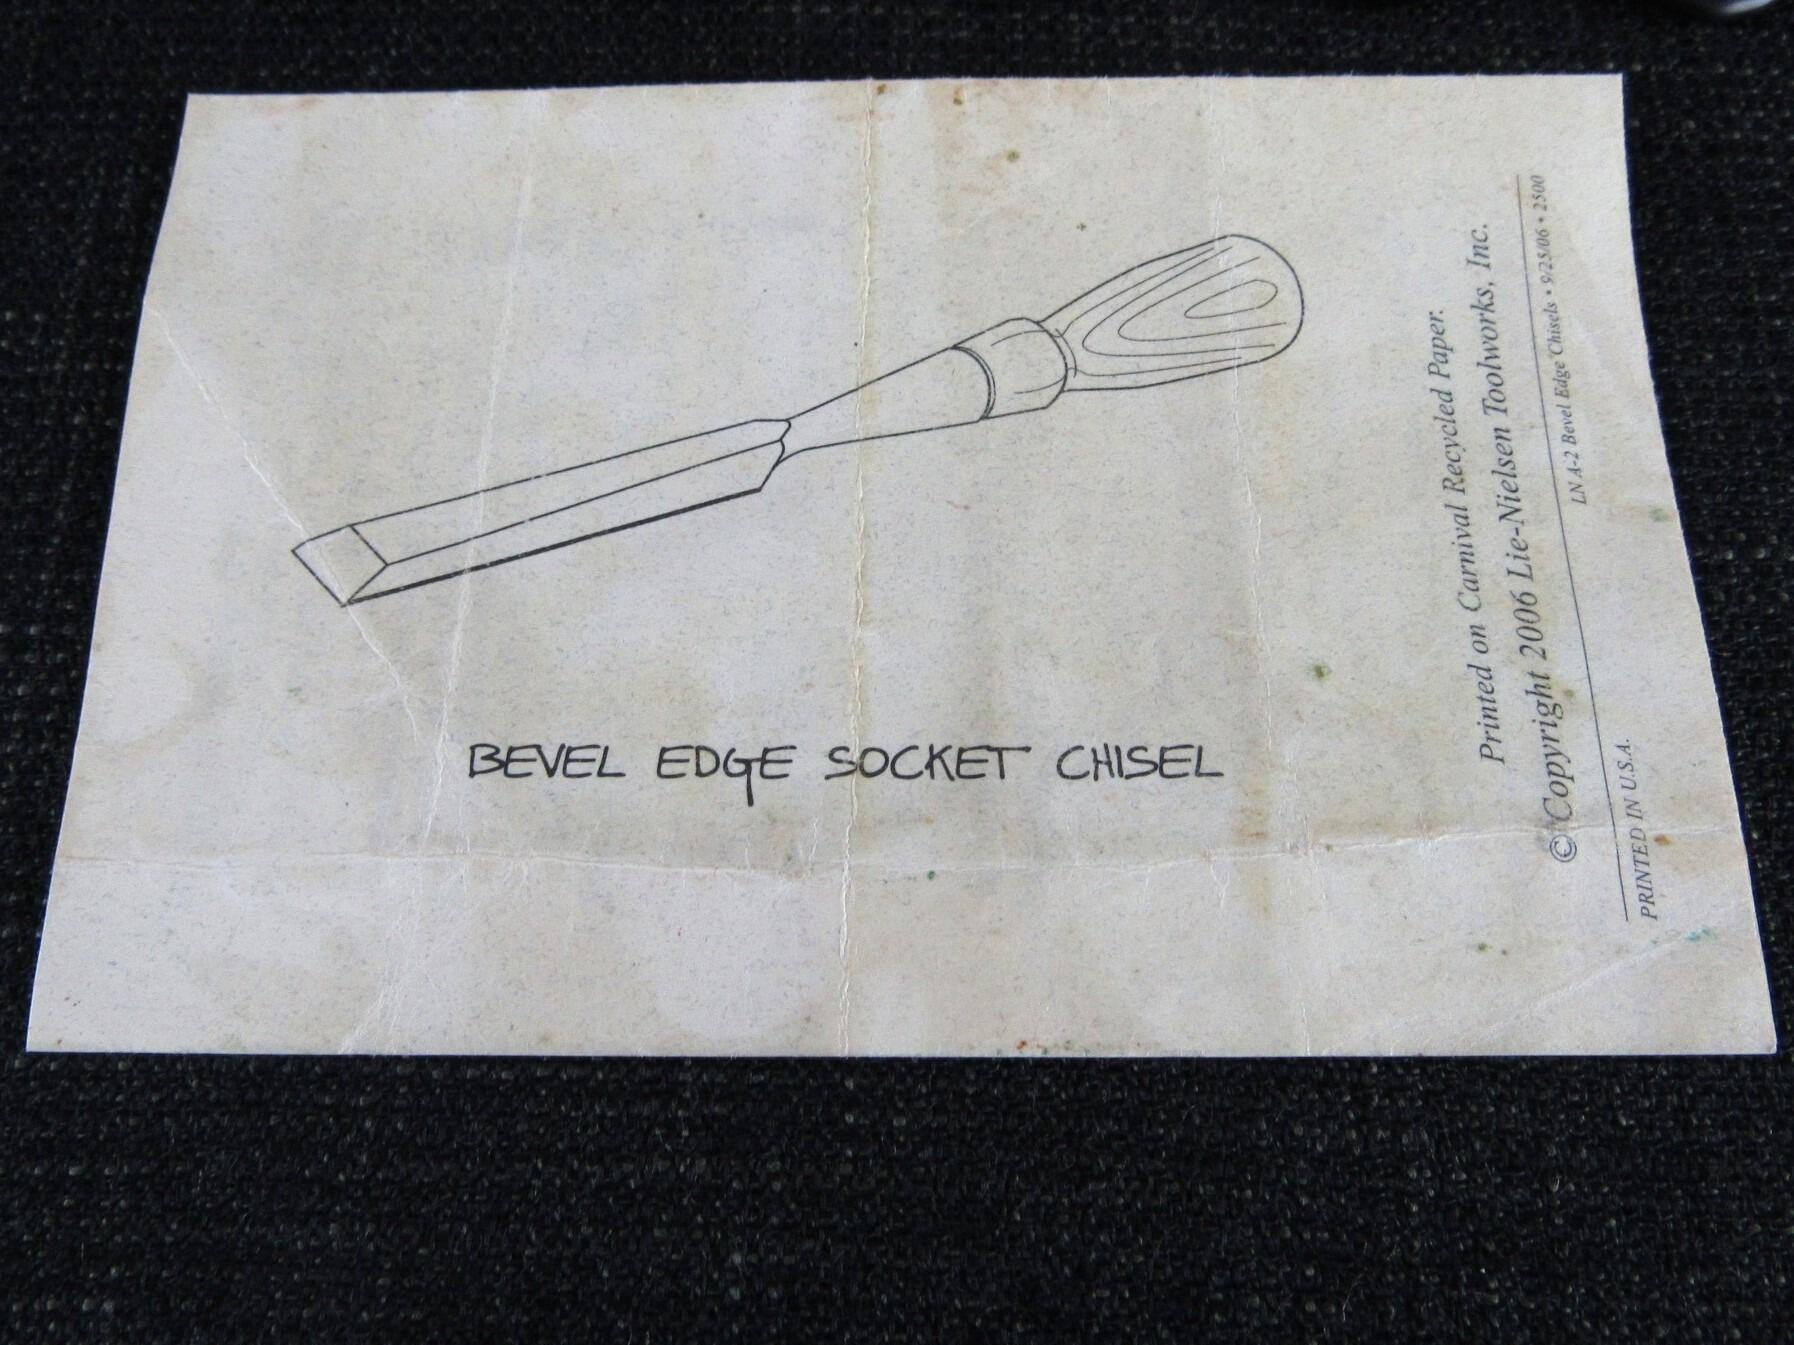 BEVEL EDGE SOCKET CHISEL
Printed on Carnival Recycled Paper.
© Copyright 2006 Lie-Nielsen Toolworks, Inc.
LN A-2 Bevel Edge Chisels • 9/25/06 • 2500
PRINTED IN U.S.A.